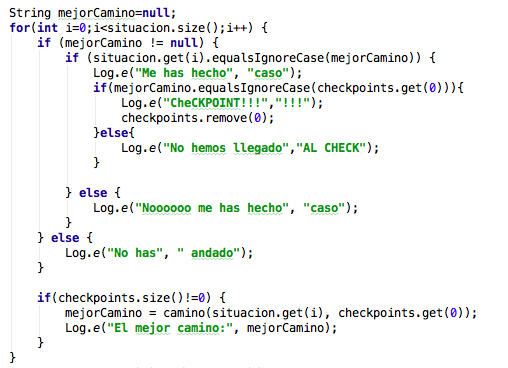 String mejorCamino=null;
for(int i=0;i<situacion.size();i++) {
    if (mejorCamino != null) {
        if (situacion.get(i).equalsIgnoreCase(mejorCamino)) {
            Log.e("Me has hecho", "caso");
            if(mejorCamino.equalsIgnoreCase(checkpoints.get(0))){
                Log.e("CheCKPOINT!!!","!!!");
                checkpoints.remove(0);
            }else{
                Log.e("No hemos llegado","AL CHECK");
            }
        } else {
            Log.e("Noooooo me has hecho", "caso");
        }
    } else {
        Log.e("No has", " andado");
    }
    if(checkpoints.size()!=0) {
        mejorCamino = camino(situacion.get(i), checkpoints.get(0));
        Log.e("El mejor camino:", mejorCamino);
    }
}